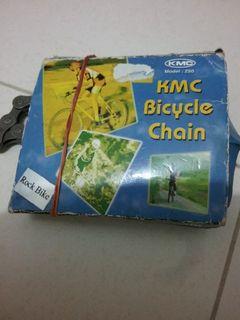 KMC
Model : Z50
KMC
Bicycle
Chain
Rock Bike